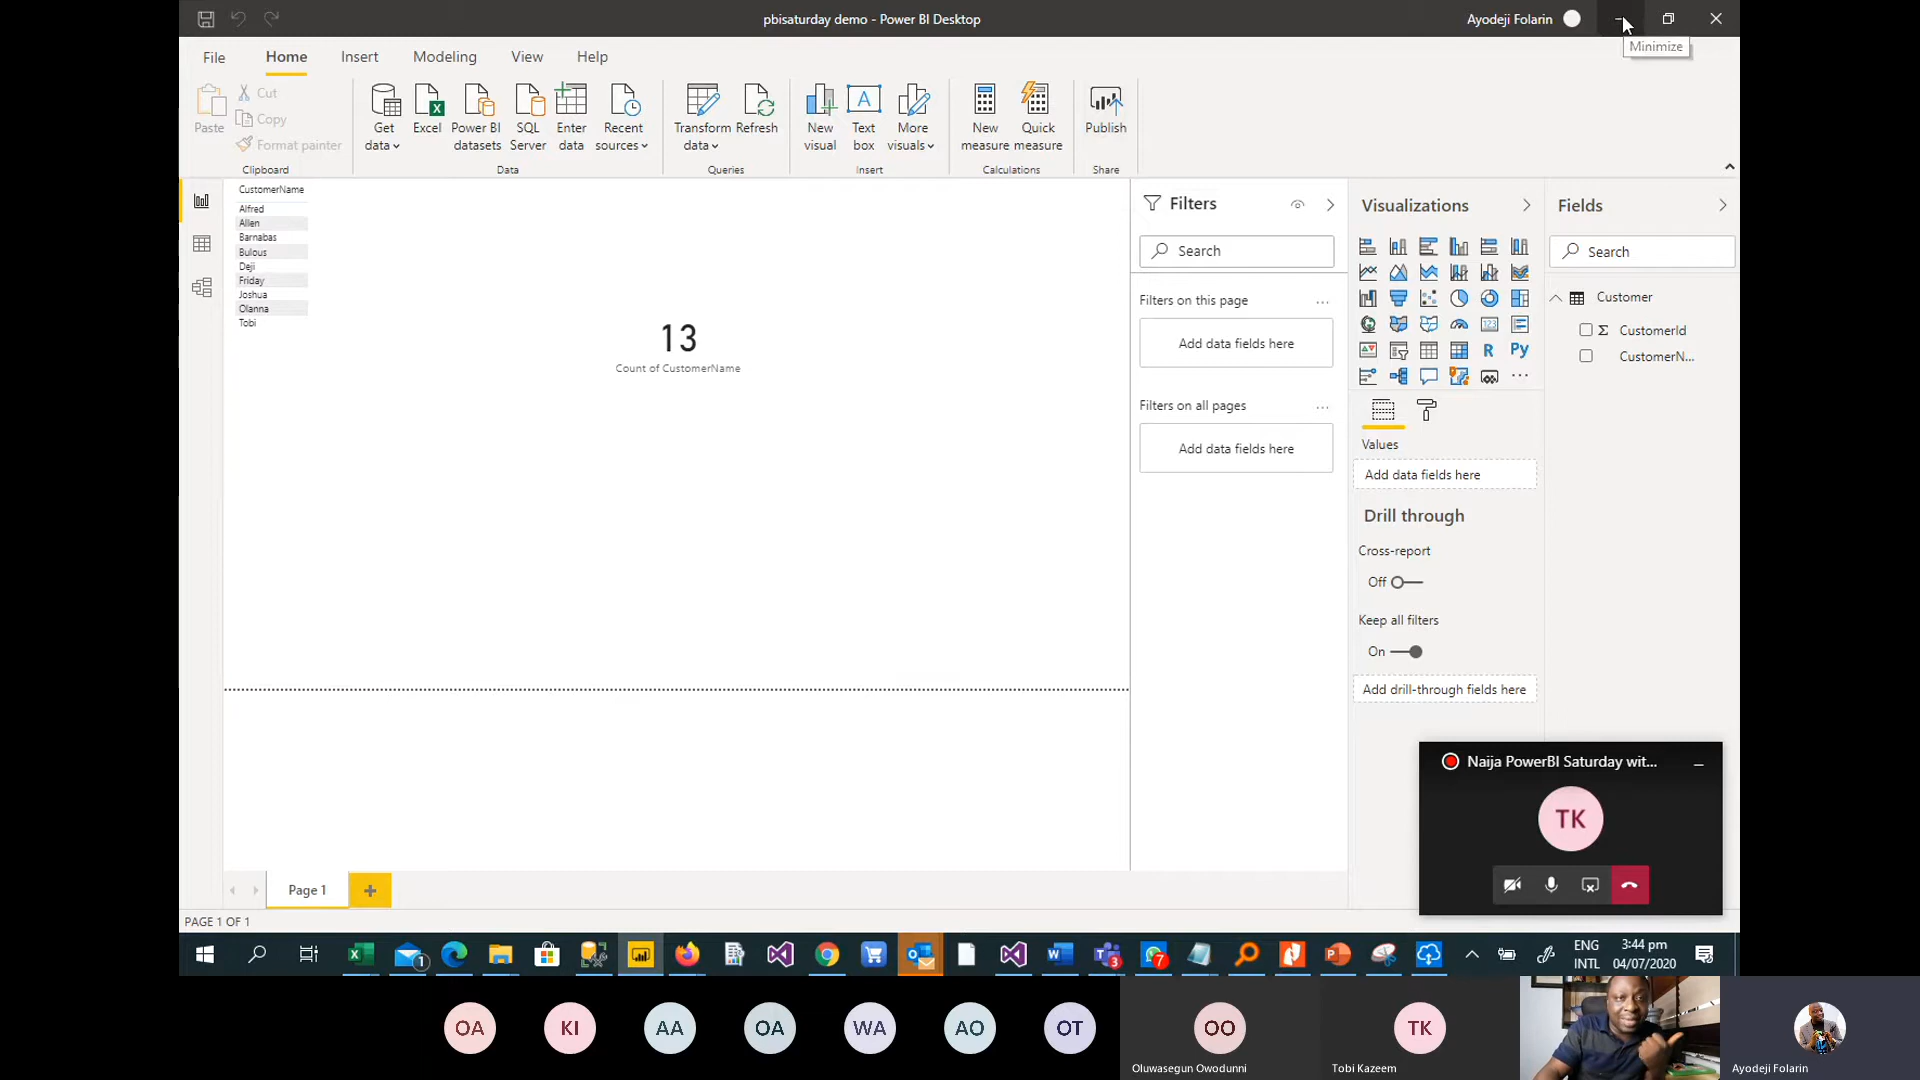 pbisaturday demo - Power BI Desktop
Ayodeji Folarin
Minimize
File
Home
Insert
Modeling
View
Help
Paste
Cut
Copy
Format painter
Clipboard
Get data
Excel
Power BI datasets
SQL Server
Enter data
Recent sources
Data
Transform data
Refresh
Queries
New visual
Text box
More visuals
Insert
New measure
Quick measure
Calculations
Publish
Share
CustomerName
Alfred
Allen
Barnabas
Bulous
Deji
Friday
Joshua
Olanna
Tobi
13
Count of CustomerName
Filters
Search
Filters on this page
Add data fields here
Filters on all pages
Add data fields here
Visualizations
R
Py
Values
Add data fields here
Drill through
Cross-report
Off
Keep all filters
On
Add drill-through fields here
Fields
Search
Customer
CustomerId
CustomerN...
Naija PowerBI Saturday wit...
TK
Page 1
PAGE 1 OF 1
1
3
7
ENG
INTL
3:44 pm
04/07/2020
OA
KI
AA
OA
WA
AO
OT
OO
TK
Oluwasegun Owodunni
Tobi Kazeem
Ayodeji Folarin